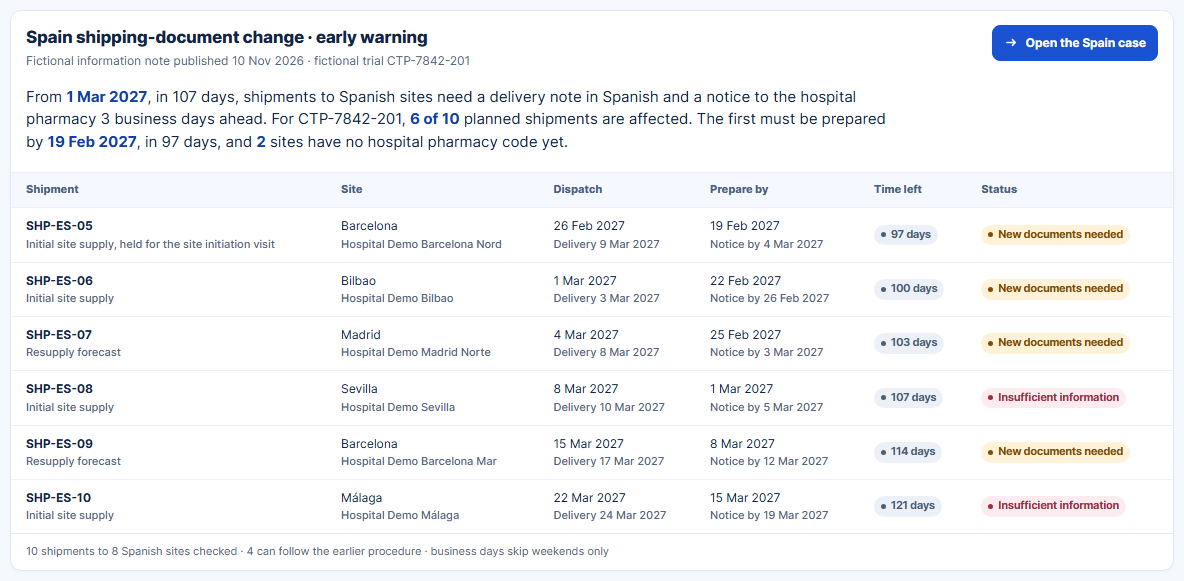 Spain shipping-document change · early warning
Fictional information note published 10 Nov 2026 · fictional trial CTP-7842-201
→ Open the Spain case
From 1 Mar 2027, in 107 days, shipments to Spanish sites need a delivery note in Spanish and a notice to the hospital
pharmacy 3 business days ahead. For CTP-7842-201, 6 of 10 planned shipments are affected. The first must be prepared
by 19 Feb 2027, in 97 days, and 2 sites have no hospital pharmacy code yet.
Shipment Site Dispatch Prepare by Time left Status
SHP-ES-05 Barcelona 26 Feb 2027 19 Feb 2027 97 days New documents needed
Initial site supply, held for the site initiation visit Hospital Demo Barcelona Nord Delivery 9 Mar 2027 Notice by 4 Mar 2027
SHP-ES-06 Bilbao 1 Mar 2027 22 Feb 2027 100 days New documents needed
Initial site supply Hospital Demo Bilbao Delivery 3 Mar 2027 Notice by 26 Feb 2027
SHP-ES-07 Madrid 4 Mar 2027 25 Feb 2027 103 days New documents needed
Resupply forecast Hospital Demo Madrid Norte Delivery 8 Mar 2027 Notice by 3 Mar 2027
SHP-ES-08 Sevilla 8 Mar 2027 1 Mar 2027 107 days Insufficient information
Initial site supply Hospital Demo Sevilla Delivery 10 Mar 2027 Notice by 5 Mar 2027
SHP-ES-09 Barcelona 15 Mar 2027 8 Mar 2027 114 days New documents needed
Resupply forecast Hospital Demo Barcelona Mar Delivery 17 Mar 2027 Notice by 12 Mar 2027
SHP-ES-10 Málaga 22 Mar 2027 15 Mar 2027 121 days Insufficient information
Initial site supply Hospital Demo Málaga Delivery 24 Mar 2027 Notice by 19 Mar 2027
10 shipments to 8 Spanish sites checked · 4 can follow the earlier procedure · business days skip weekends only